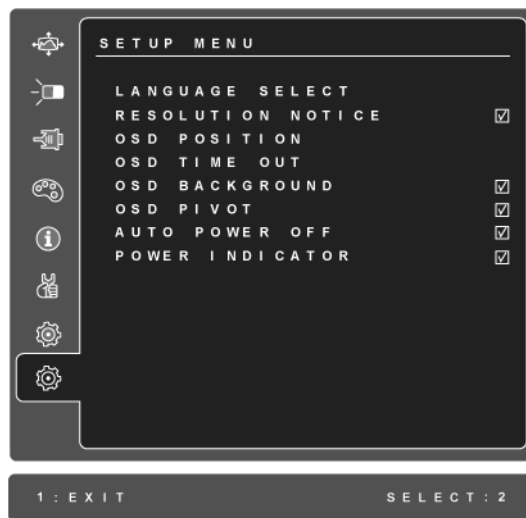 SETUP MENU
LANGUAGE SELECT
RESOLUTION NOTICE
OSD POSITION
OSD TIME OUT
OSD BACKGROUND
OSD PIVOT
AUTO POWER OFF
POWER INDICATOR
1:EXIT SELECT:2